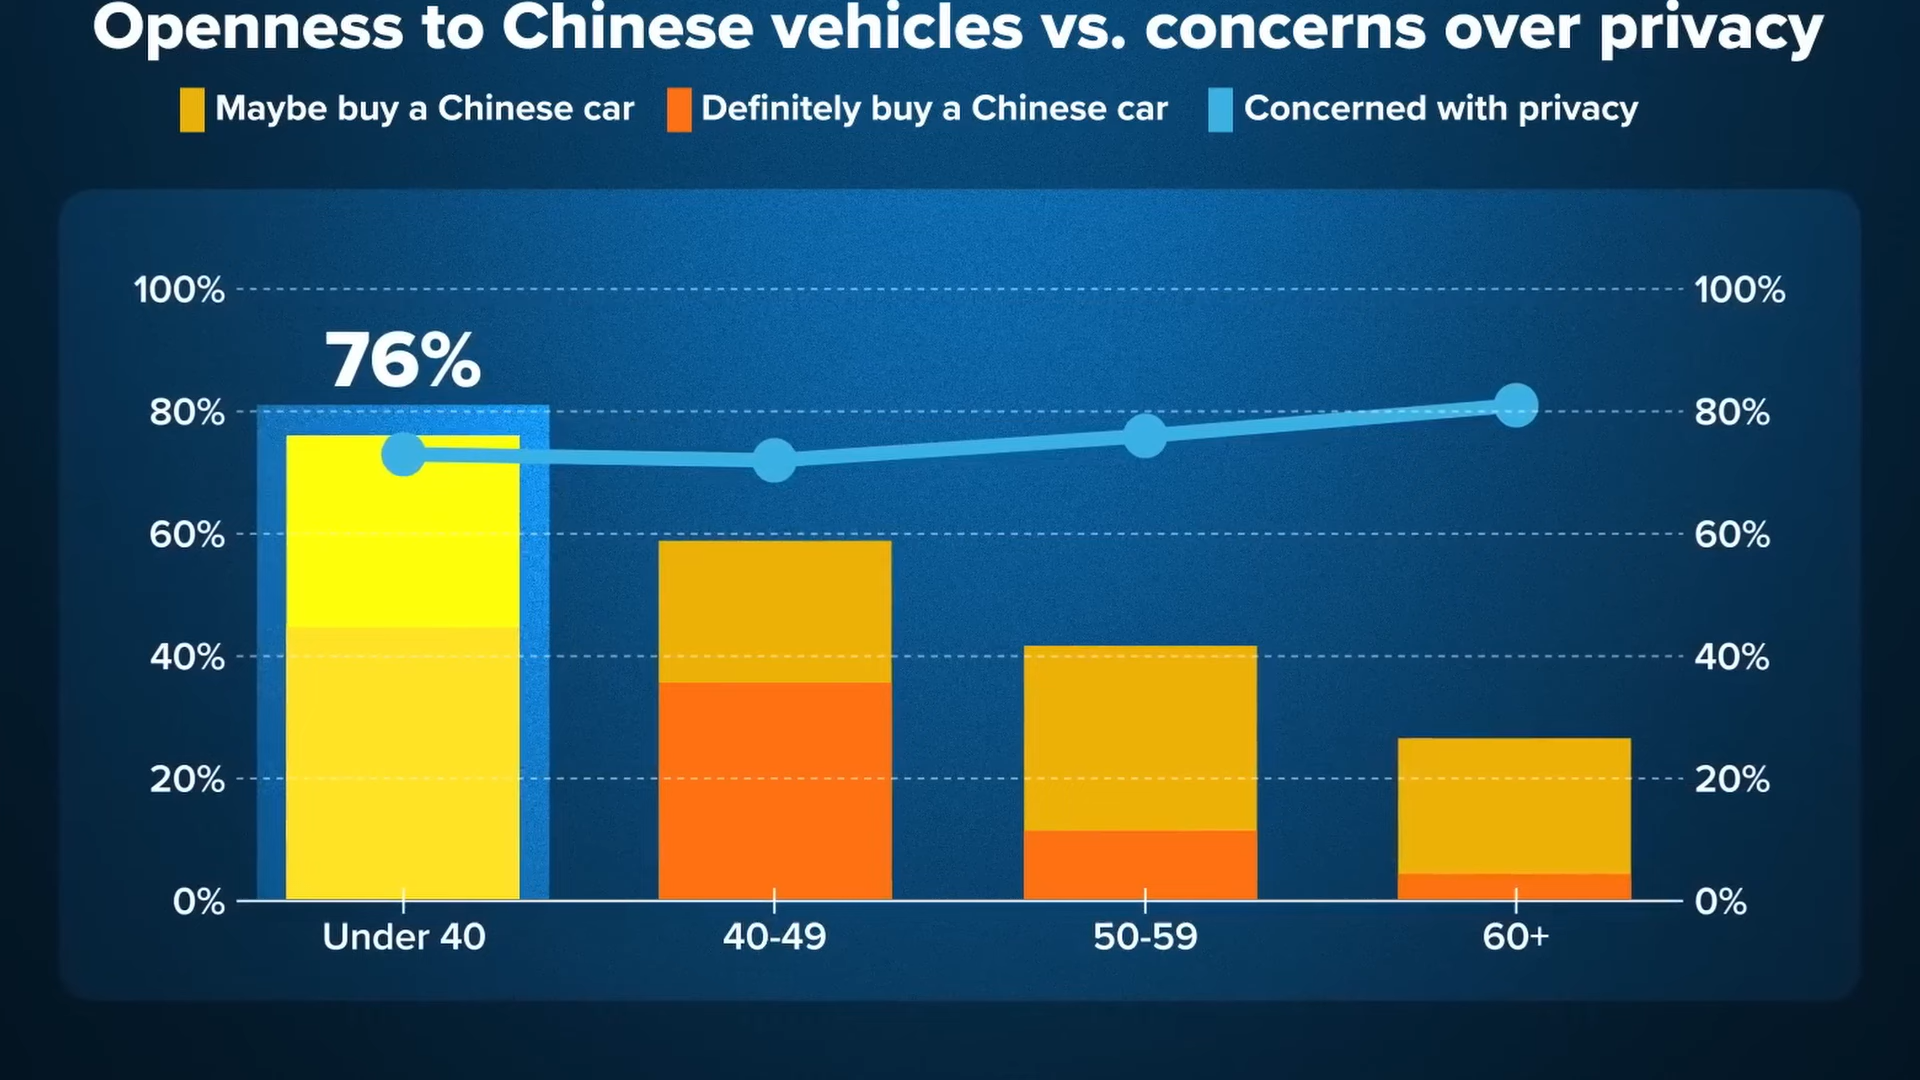 Openness to Chinese vehicles vs. concerns over privacy
Maybe buy a Chinese car Definitely buy a Chinese car Concerned with privacy
100% 100%
76%
80% 80%
60% 60%
40% 40%
20% 20%
0% 0%
Under 40 40-49 50-59 60+